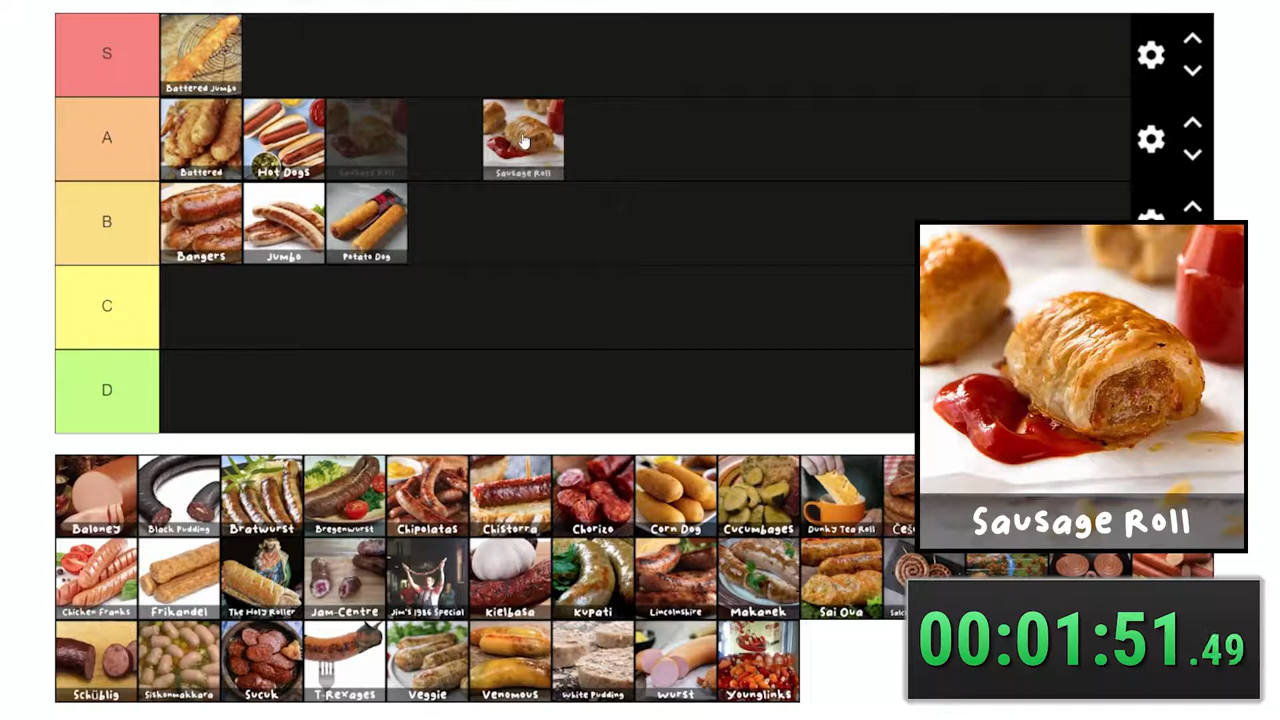 S
Battered Jumbo
A
Battered
Hot Dogs
Sausage Roll
Sausage Roll
B
Bangers
Jumbo
Potato Dog
C
D
Sausage Roll
Baloney
Black Pudding
Bratwurst
Bregenwurst
Chipolatas
Chistorra
Chorizo
Corn Dog
Cucumbages
Dunky Tea Roll
Chicken Franks
Frikandel
The Holy Roller
Jam-Centre
Jim's 1986 Special
Kielbasa
Kupati
Lincolnshire
Makanek
Sai Oua
Schüblig
Siskonmakkara
Sucuk
T-Rexages
Veggie
Venomous
White Pudding
Wurst
Younglinks
00:01:51.49